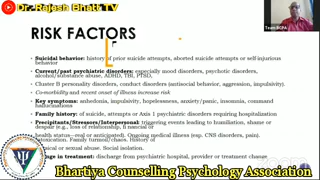 Dr. Rajesh Bhatt TV
Team BCPA
RISK FACTORS
• Suicidal behavior: history of prior suicide attempts, aborted suicide attempts or self-injurious
behavior
• Current/past psychiatric disorders: especially mood disorders, psychotic disorders,
alcohol/substance abuse, ADHD, TBI, PTSD,
Cluster B personality disorders, conduct disorders (antisocial behavior, aggression, impulsivity).
Co-morbidity and recent onset of illness increase risk
• Key symptoms: anhedonia, impulsivity, hopelessness, anxiety/panic, insomnia, command
hallucinations
• Family history: of suicide, attempts or Axis 1 psychiatric disorders requiring hospitalization
• Precipitants/Stressors/Interpersonal: triggering events leading to humiliation, shame or
despair (e.g., loss of relationship, financial or
health status—real or anticipated). Ongoing medical illness (esp. CNS disorders, pain).
Intoxication. Family turmoil/chaos. History of
physical or sexual abuse. Social isolation.
Change in treatment: discharge from psychiatric hospital, provider or treatment change
Bhartiya Counselling Psychology Association